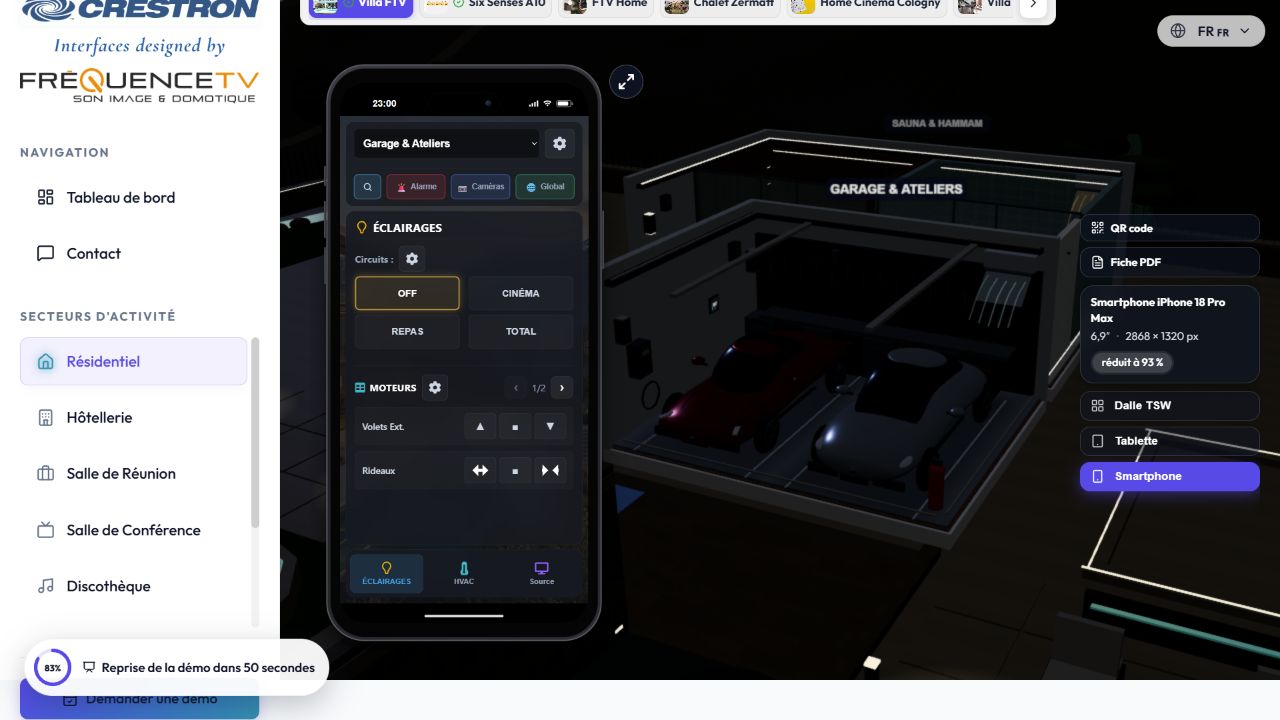 CRESTRON
Interfaces designed by
FRÉQUENCETV
SON IMAGE & DOMOTIQUE
NAVIGATION
Tableau de bord
Contact
SECTEURS D'ACTIVITÉ
Résidentiel
Hôtellerie
Salle de Réunion
Salle de Conférence
Discothèque
83%
Reprise de la démo dans 50 secondes
Demander une démo
Villa FTV
Six Senses A10
FTV Home
Chalet Zermatt
Home Cinema Cologny
Villa
FR FR
23:00
Garage & Ateliers
Alarme
Caméras
Global
ÉCLAIRAGES
Circuits :
OFF
CINÉMA
REPAS
TOTAL
MOTEURS
1/2
Volets Ext.
Rideaux
ÉCLAIRAGES
HVAC
Source
SAUNA & HAMMAM
GARAGE & ATELIERS
QR code
Fiche PDF
Smartphone iPhone 18 Pro
Max
6,9" · 2868 × 1320 px
réduit à 93 %
Dalle TSW
Tablette
Smartphone